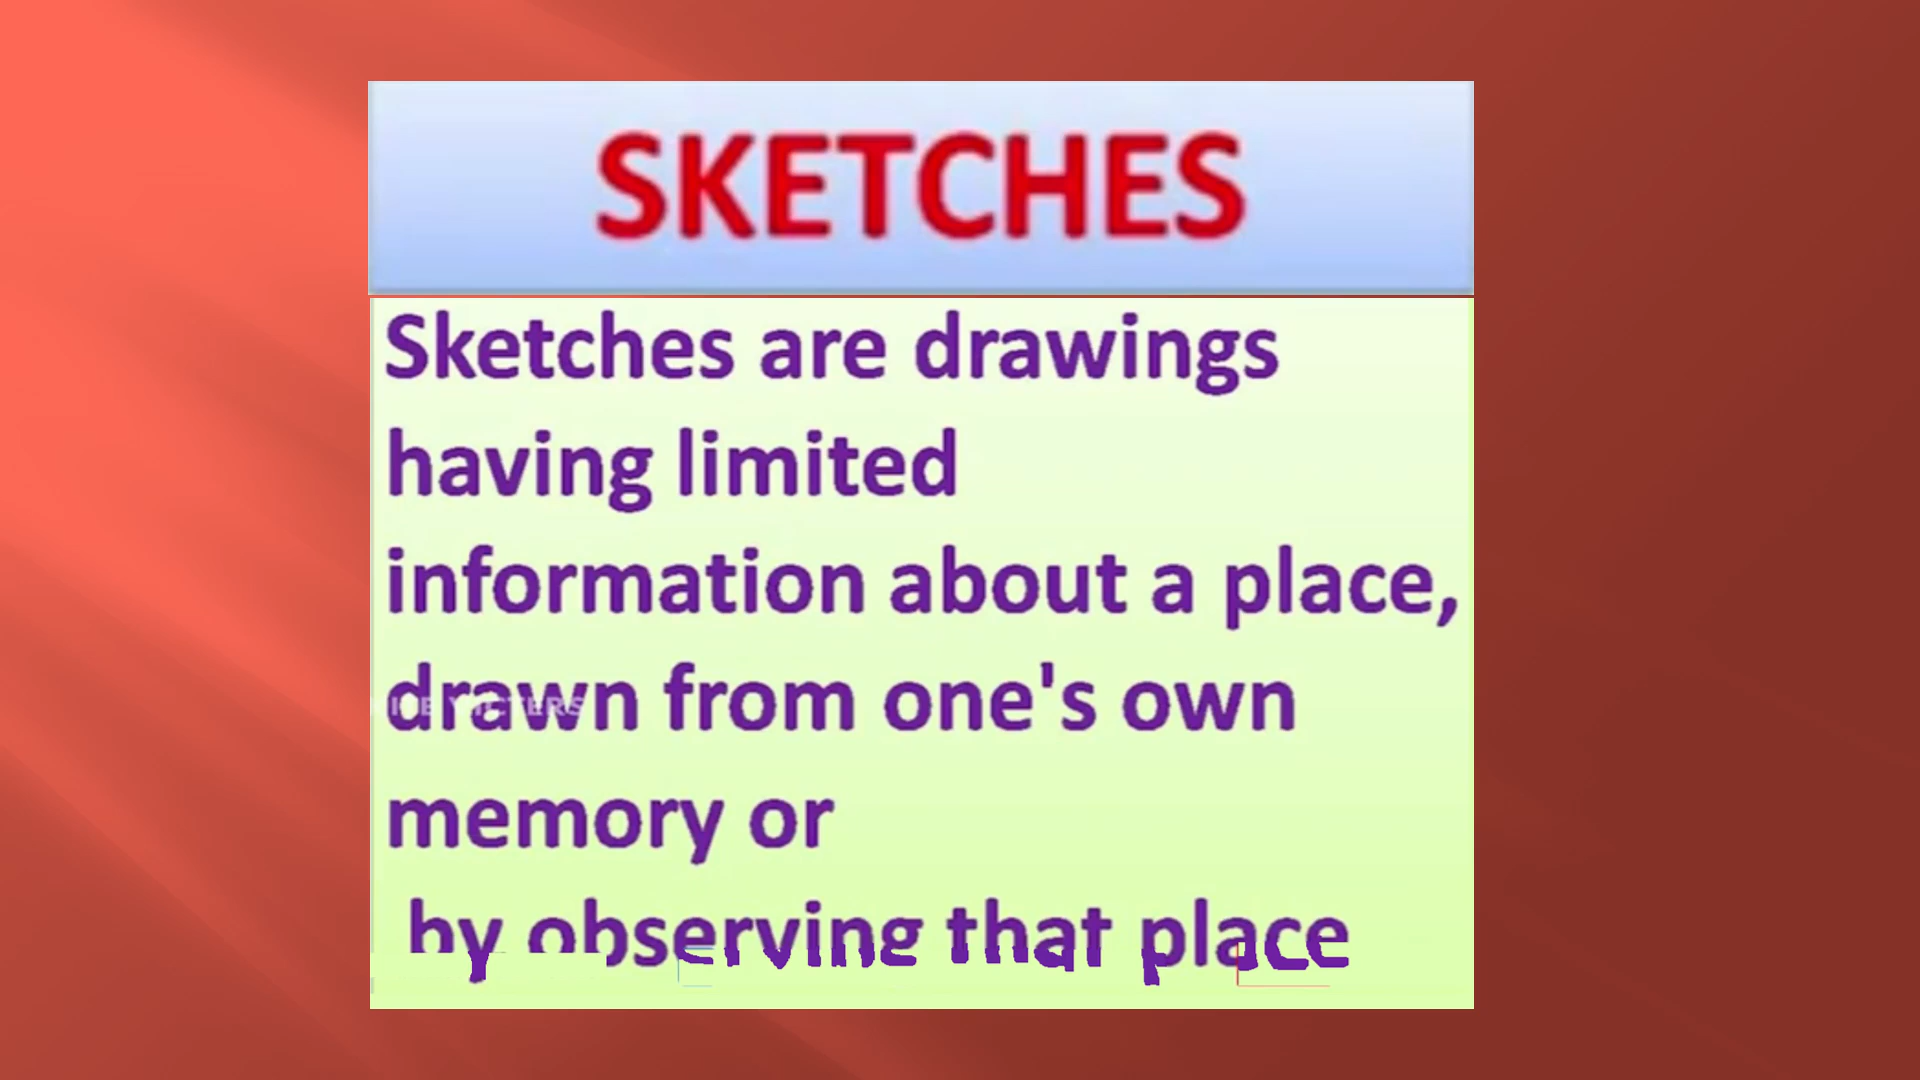 SKETCHES
Sketches are drawings
having limited
information about a place,
drawn from one's own
memory or
by observing that place